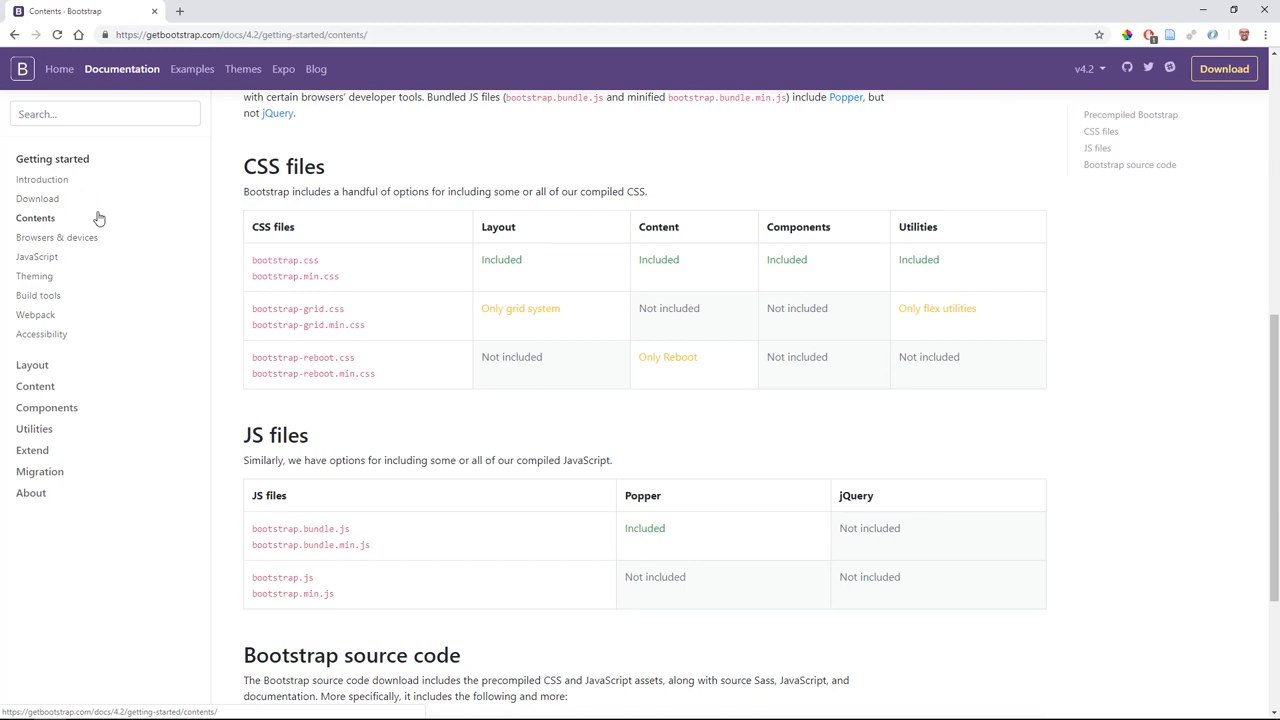 Contents · Bootstrap
https://getbootstrap.com/docs/4.2/getting-started/contents/
1
B
Home
Documentation
Examples
Themes
Expo
Blog
v4.2
Download
Search...
Getting started
Introduction
Download
Contents
Browsers & devices
JavaScript
Theming
Build tools
Webpack
Accessibility
Layout
Content
Components
Utilities
Extend
Migration
About
with certain browsers' developer tools. Bundled JS files (bootstrap.bundle.js and minified bootstrap.bundle.min.js) include Popper, but
not jQuery.
CSS files
Bootstrap includes a handful of options for including some or all of our compiled CSS.
CSS files Layout Content Components Utilities
bootstrap.css Included Included Included Included
bootstrap.min.css
bootstrap-grid.css Only grid system Not included Not included Only flex utilities
bootstrap-grid.min.css
bootstrap-reboot.css Not included Only Reboot Not included Not included
bootstrap-reboot.min.css
JS files
Similarly, we have options for including some or all of our compiled JavaScript.
JS files Popper jQuery
bootstrap.bundle.js Included Not included
bootstrap.bundle.min.js
bootstrap.js Not included Not included
bootstrap.min.js
Bootstrap source code
The Bootstrap source code download includes the precompiled CSS and JavaScript assets, along with source Sass, JavaScript, and
documentation. More specifically, it includes the following and more:
Precompiled Bootstrap
CSS files
JS files
Bootstrap source code
https://getbootstrap.com/docs/4.2/getting-started/contents/